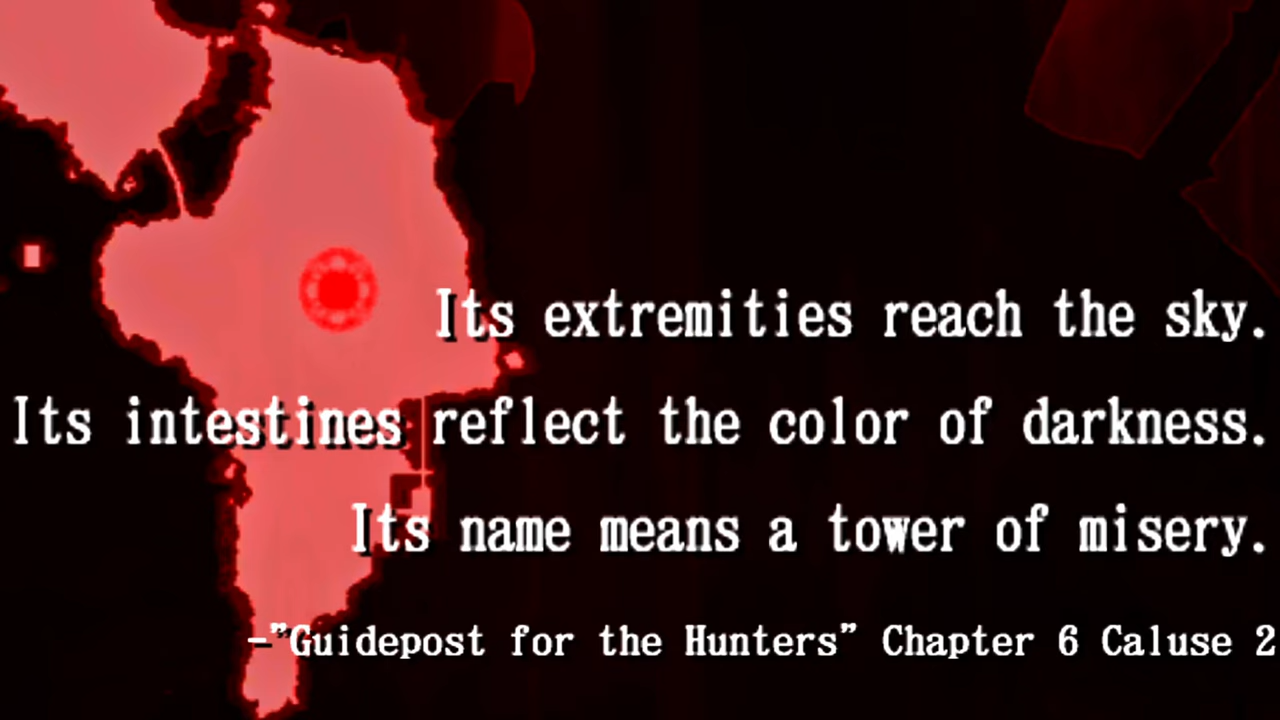 Its extremities reach the sky.
Its intestines reflect the color of darkness.
Its name means a tower of misery.
-"Guidepost for the Hunters" Chapter 6 Caluse 2